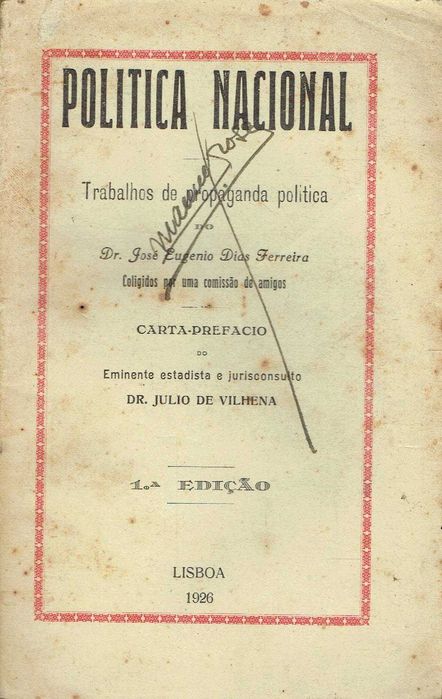 POLITICA NACIONAL
Trabalhos de propaganda politica
DO
Dr. José Eugenio Dias Ferreira
Coligidos por uma comissão de amigos
CARTA-PREFACIO
DO
Eminente estadista e jurisconsulto
DR. JULIO DE VILHENA
1.ª EDIÇÃO
LISBOA
1926